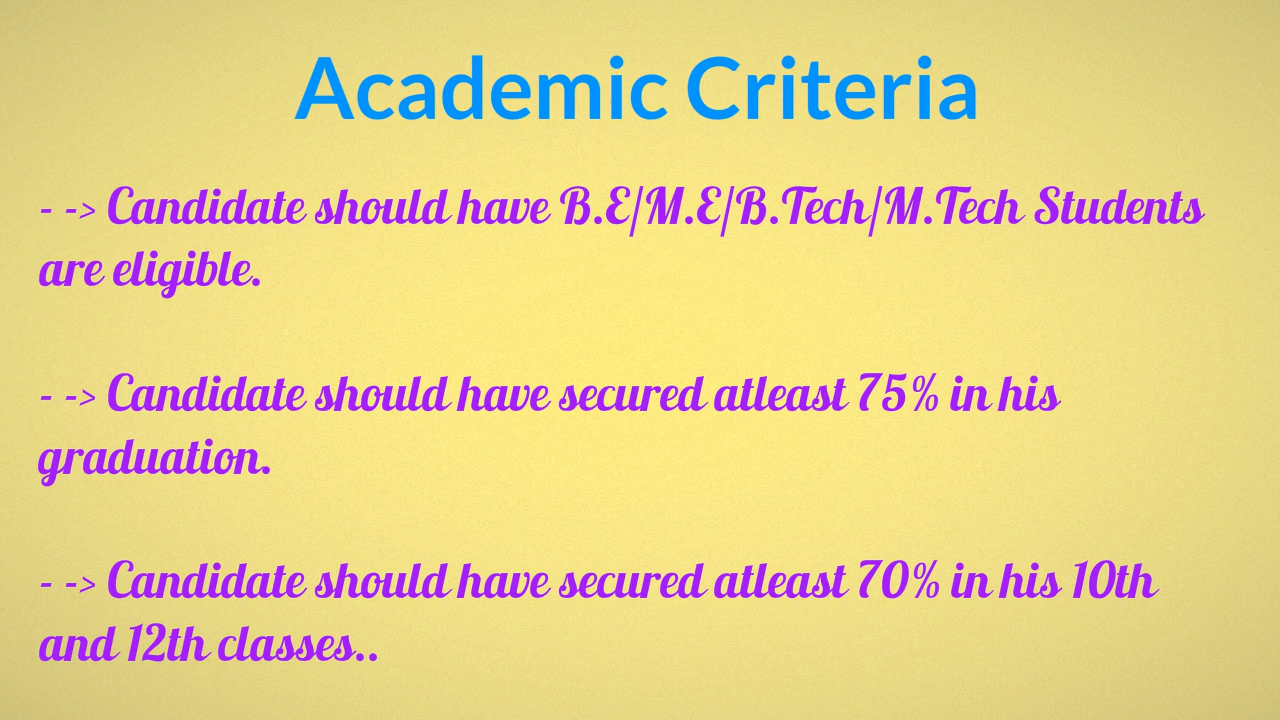 Academic Criteria
- -> Candidate should have B.E/M.E/B.Tech/M.Tech Students
are eligible.
- -> Candidate should have secured atleast 75% in his
graduation.
- -> Candidate should have secured atleast 70% in his 10th
and 12th classes..